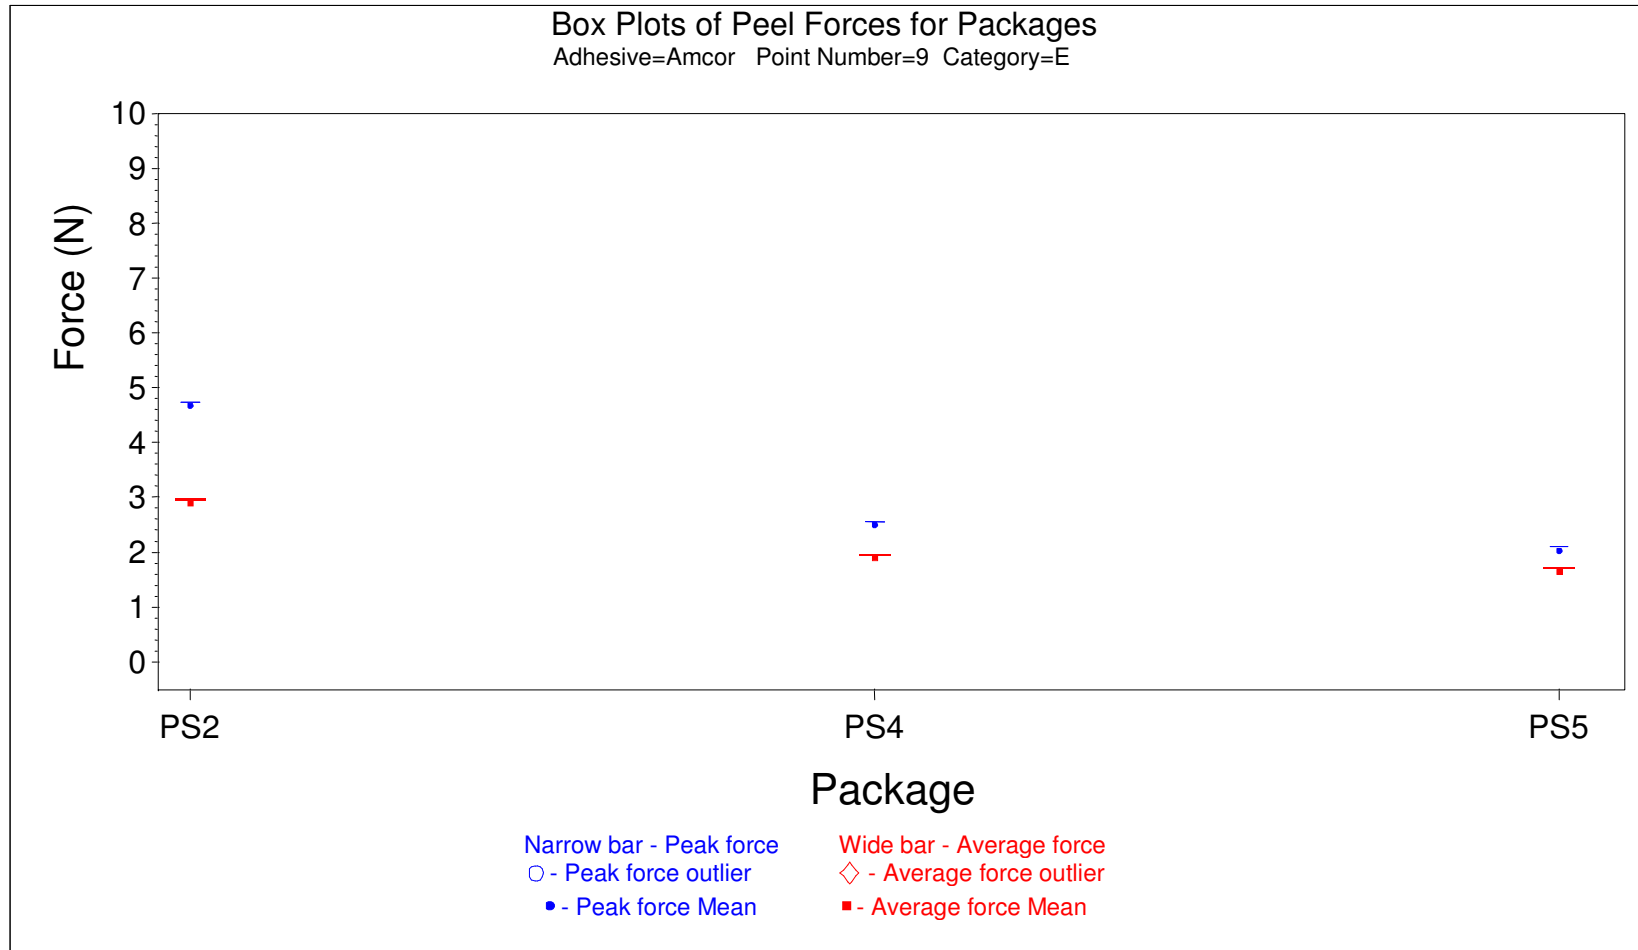 Box Plots of Peel Forces for Packages
Adhesive=Amcor Point Number=9 Category=E
10
9
8
7
6
5
4
3
2
1
0
Force (N)
PS2 PS4 PS5
Package
Narrow bar - Peak force Wide bar - Average force
- Peak force outlier - Average force outlier
- Peak force Mean - Average force Mean